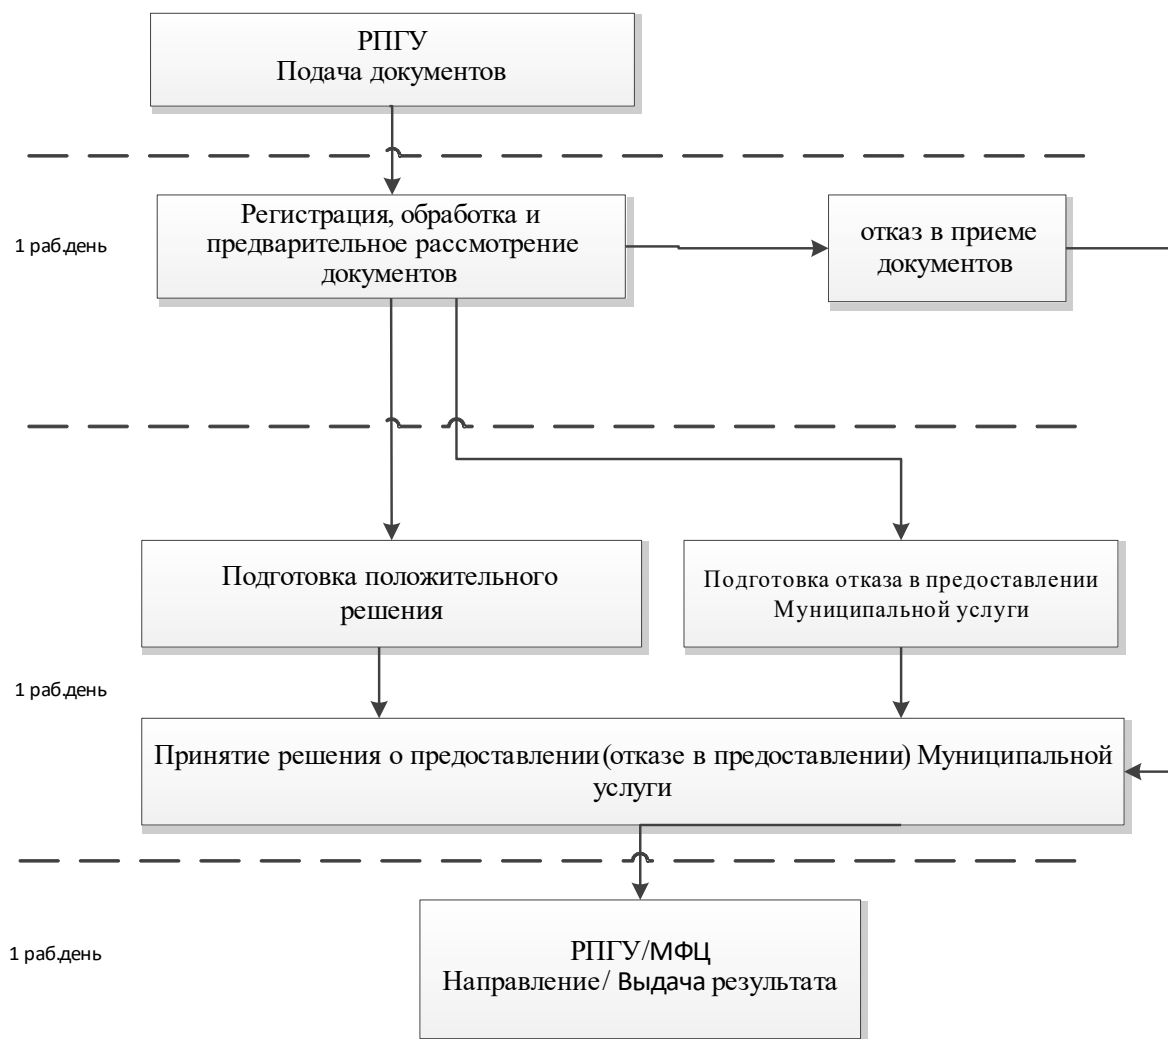 РПГУ
Подача документов
1 раб.день
Регистрация, обработка и
предварительное рассмотрение
документов
отказ в приеме
документов
Подготовка положительного
решения
Подготовка отказа в предоставлении
Муниципальной услуги
1 раб.день
Принятие решения о предоставлении (отказе в предоставлении) Муниципальной
услуги
1 раб.день
РПГУ/МФЦ
Направление/ Выдача результата